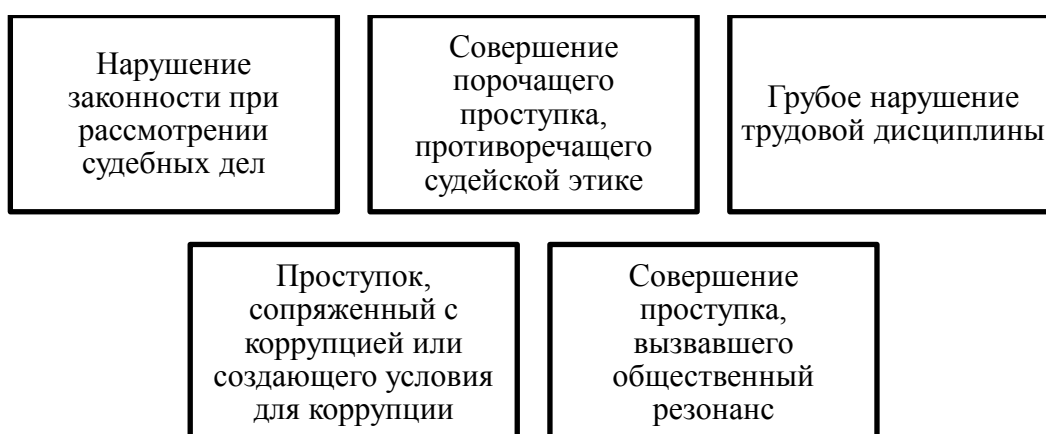 Нарушение
законности при
рассмотрении
судебных дел
Совершение
порочащего
проступка,
противоречащего
судейской этике
Грубое нарушение
трудовой дисциплины
Проступок,
сопряженный с
коррупцией или
создающего условия
для коррупции
Совершение
проступка,
вызвавшего
общественный
резонанс